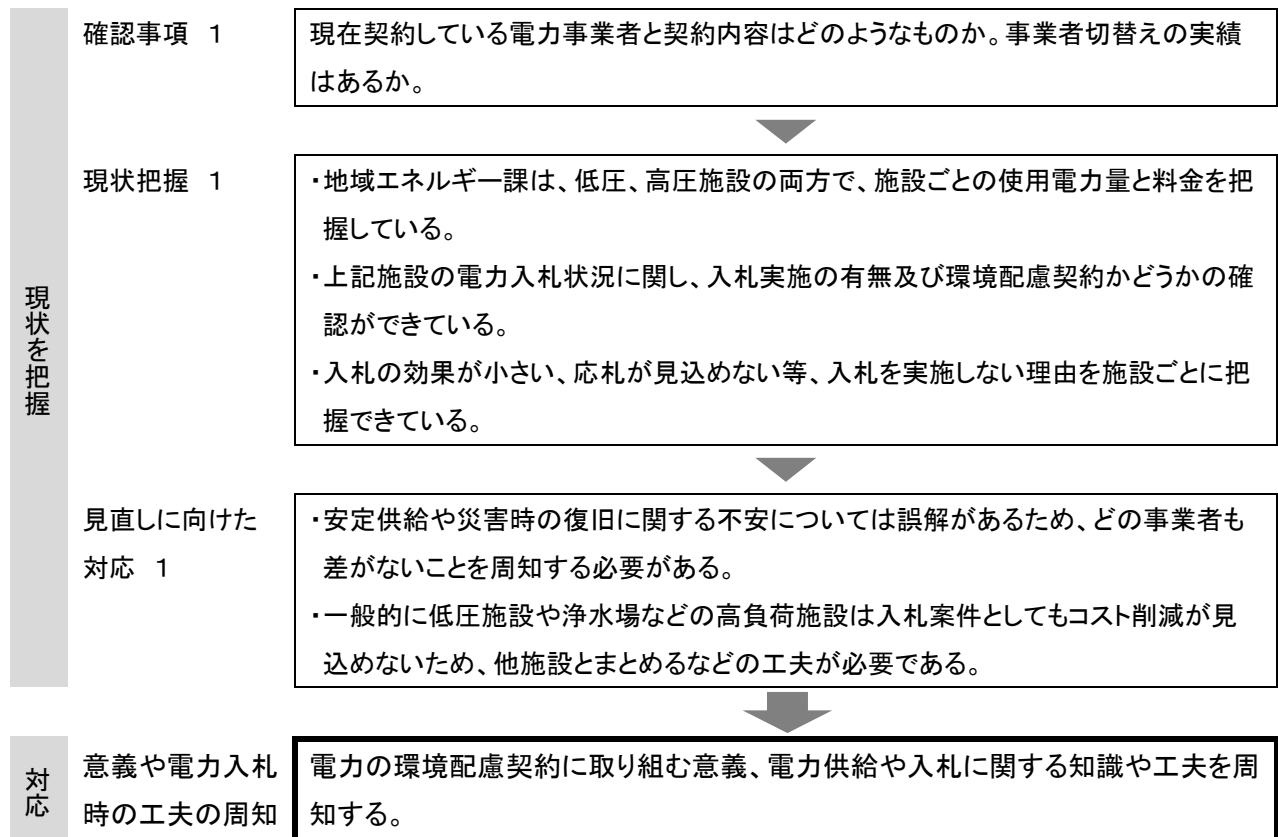 現状を把握
確認事項　１
現在契約している電力事業者と契約内容はどのようなものか。事業者切替えの実績
はあるか。
現状把握　１
・地域エネルギー課は、低圧、高圧施設の両方で、施設ごとの使用電力量と料金を把
握している。
・上記施設の電力入札状況に関し、入札実施の有無及び環境配慮契約かどうかの確
認ができている。
・入札の効果が小さい、応札が見込めない等、入札を実施しない理由を施設ごとに把
握できている。
見直しに向けた
対応　１
・安定供給や災害時の復旧に関する不安については誤解があるため、どの事業者も
差がないことを周知する必要がある。
・一般的に低圧施設や浄水場などの高負荷施設は入札案件としてもコスト削減が見
込めないため、他施設とまとめるなどの工夫が必要である。
対応
意義や電力入札
時の工夫の周知
電力の環境配慮契約に取り組む意義、電力供給や入札に関する知識や工夫を周
知する。